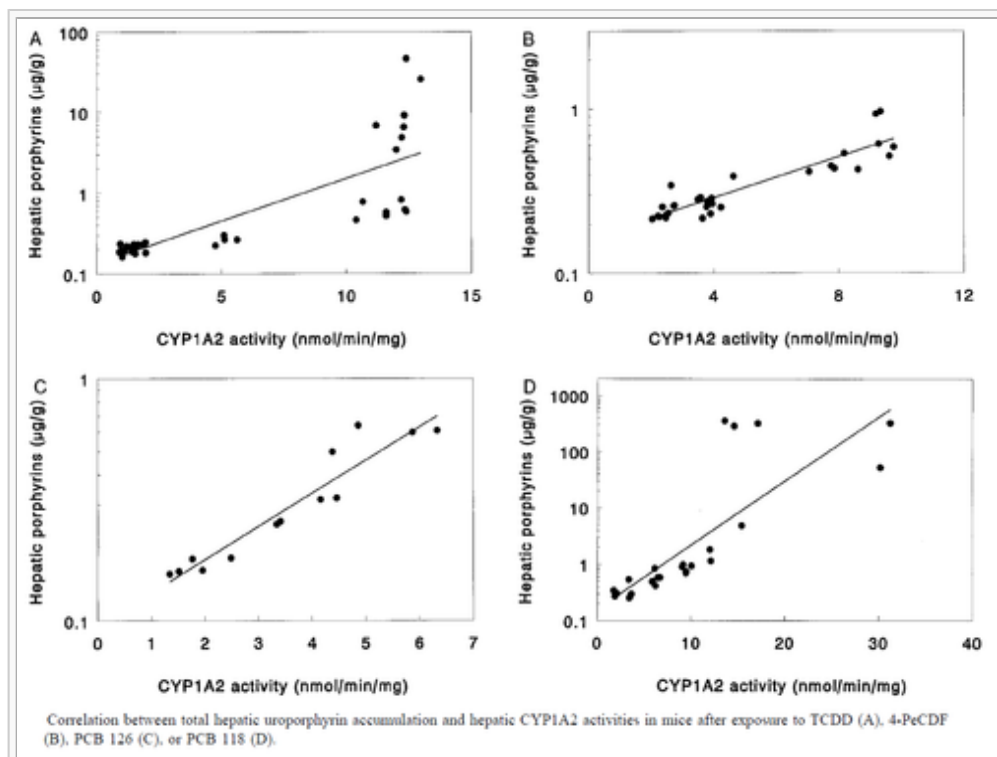 A
B
100
10
1
0.1
0 5 10 15
Hepatic porphyrins (µg/g)
CYP1A2 activity (nmol/min/mg)
1
0.1
0 4 8 12
Hepatic porphyrins (µg/g)
CYP1A2 activity (nmol/min/mg)
C
D
1
0.1
0 1 2 3 4 5 6 7
Hepatic porphyrins (µg/g)
CYP1A2 activity (nmol/min/mg)
1000
100
10
1
0.1
0 10 20 30 40
Hepatic porphyrins (µg/g)
CYP1A2 activity (nmol/min/mg)
Correlation between total hepatic uroporphyrin accumulation and hepatic CYP1A2 activities in mice after exposure to TCDD (A), 4-PeCDF
(B), PCB 126 (C), or PCB 118 (D).